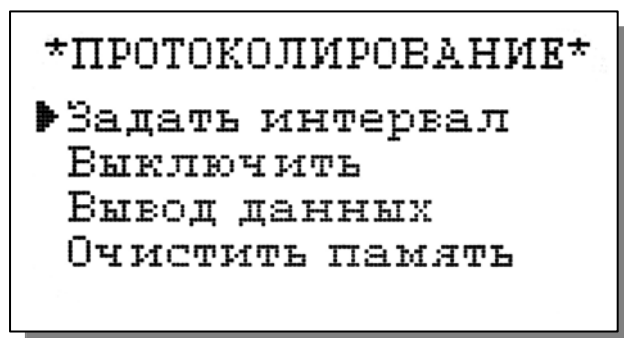 *ПРОТОКОЛИРОВАНИЕ*
Задать интервал
Выключить
Вывод данных
Очистить память